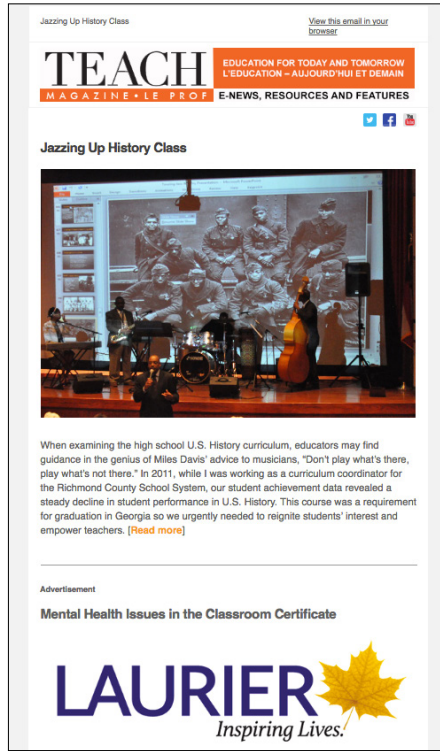 Jazzing Up History Class
View this email in your
browser
TEACH
MAGAZINE • LE PROF
EDUCATION FOR TODAY AND TOMORROW
L'EDUCATION – AUJOURD'HUI ET DEMAIN
E-NEWS, RESOURCES AND FEATURES
Jazzing Up History Class
When examining the high school U.S. History curriculum, educators may find
guidance in the genius of Miles Davis' advice to musicians, "Don't play what's there,
play what's not there." In 2011, while I was working as a curriculum coordinator for
the Richmond County School System, our student achievement data revealed a
steady decline in student performance in U.S. History. This course was a requirement
for graduation in Georgia so we urgently needed to reignite students' interest and
empower teachers. [Read more]
Advertisement
Mental Health Issues in the Classroom Certificate
LAURIER
Inspiring Lives.